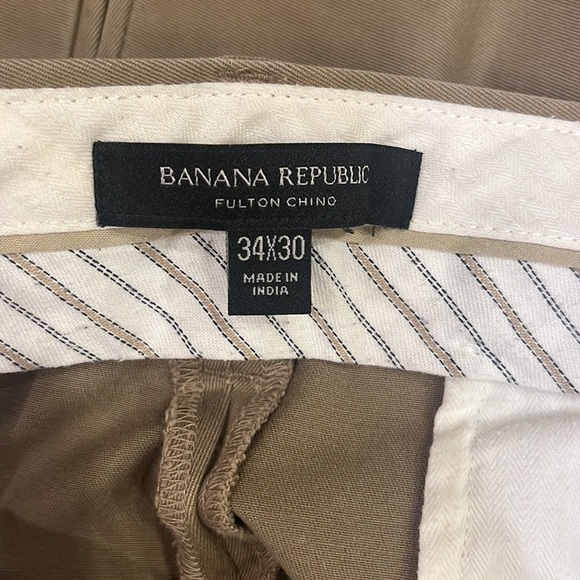 BANANA REPUBLIC
FULTON CHINO
34X30
MADE IN
INDIA